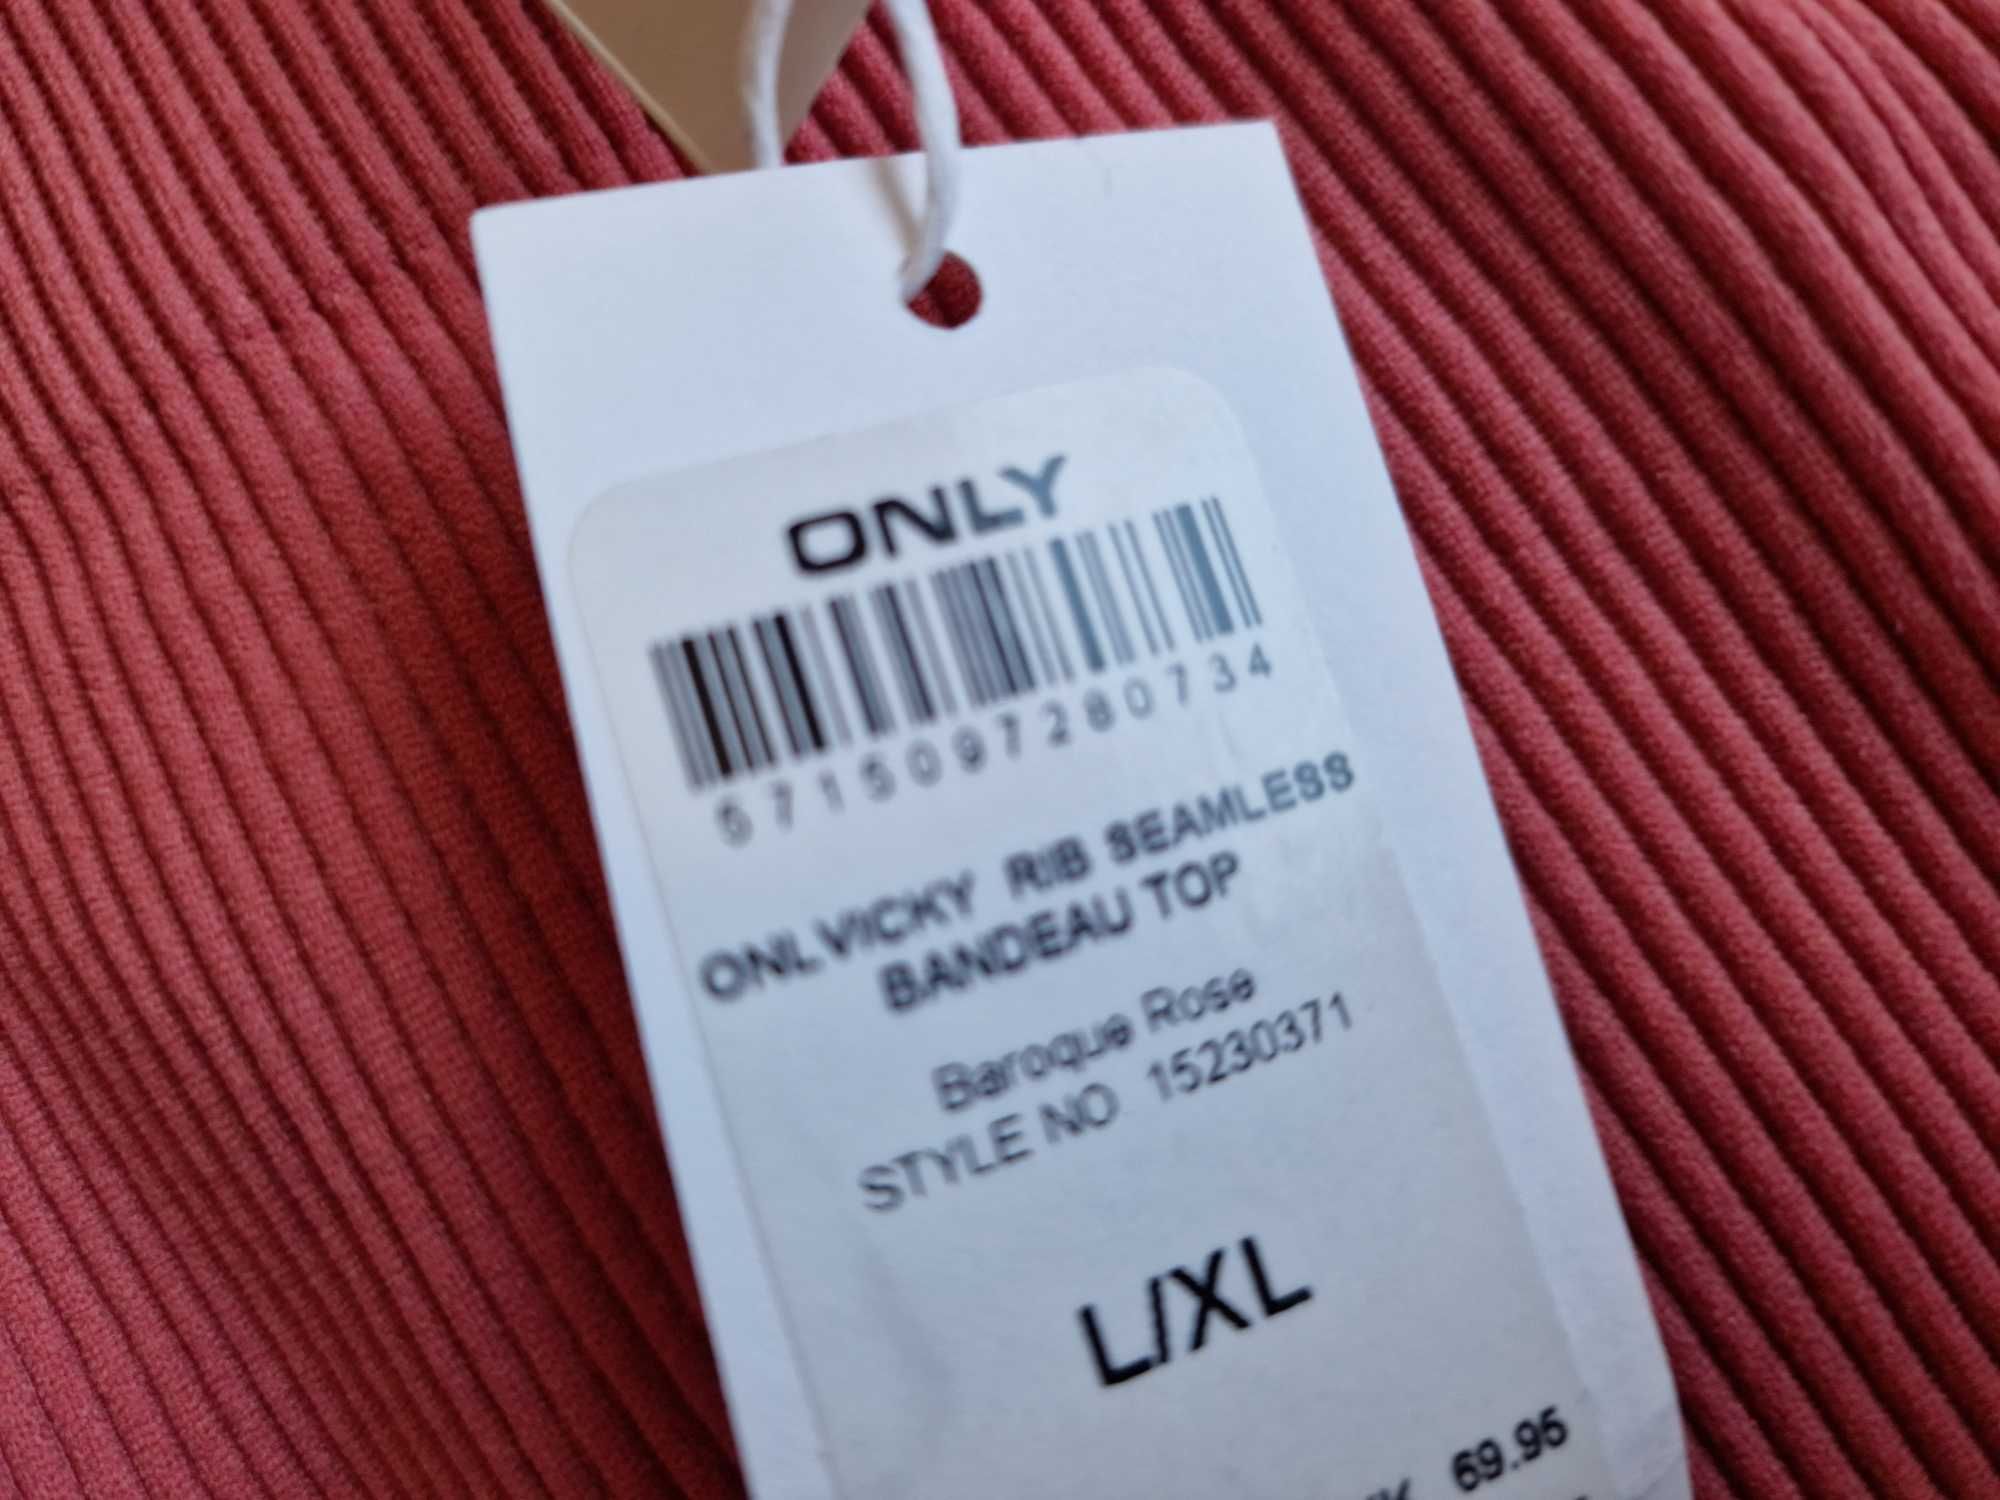 ONLY
5715097280734
ONLVICKY RIB SEAMLESS
BANDEAU TOP
Baroque Rose
STYLE NO 15230371
L/XL
69.95